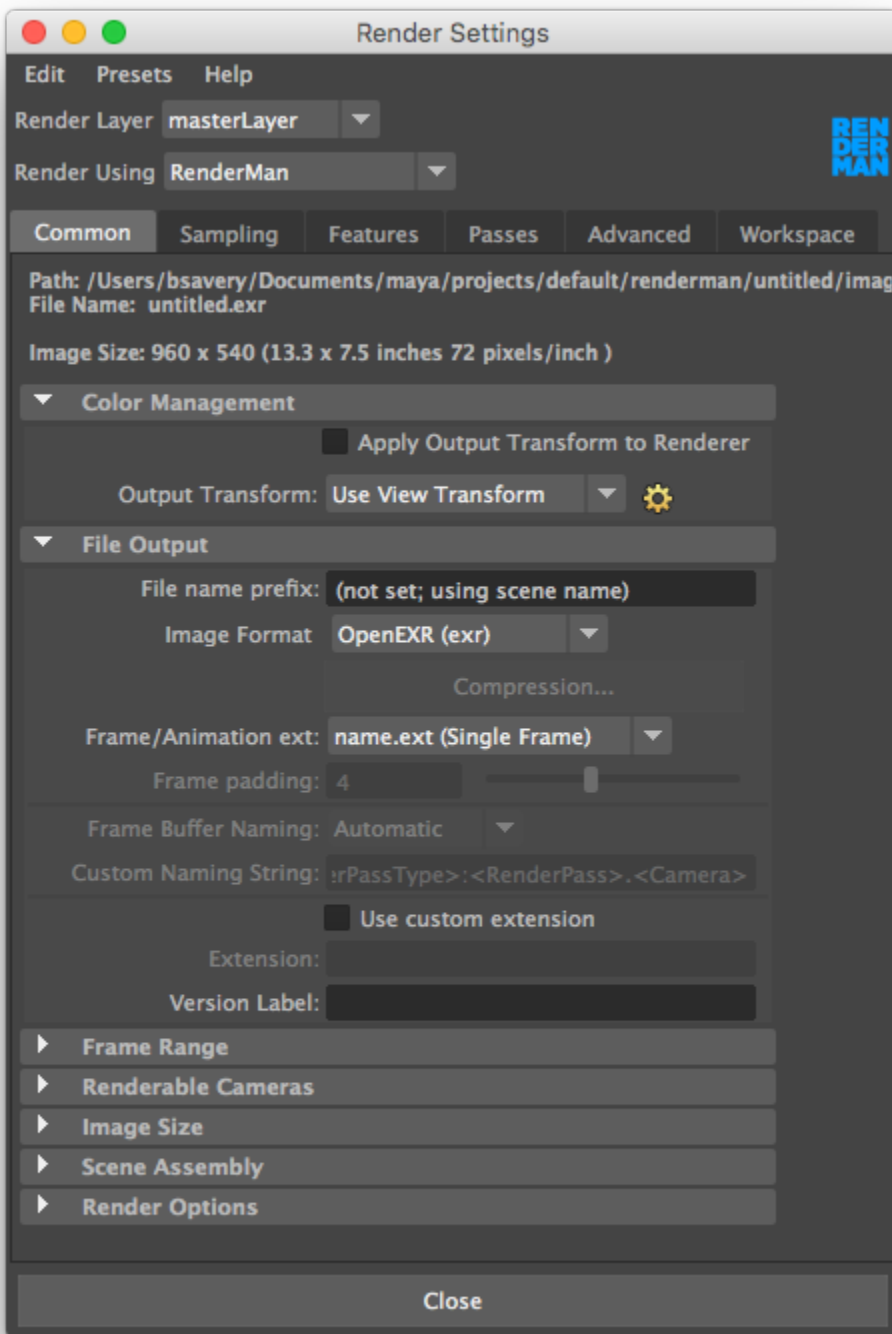 Render Settings
Edit Presets Help
Render Layer masterLayer
REN
DER
MAN
Render Using RenderMan
Common Sampling Features Passes Advanced Workspace
Path: /Users/bsavery/Documents/maya/projects/default/renderman/untitled/imag
File Name: untitled.exr
Image Size: 960 x 540 (13.3 x 7.5 inches 72 pixels/inch )
Color Management
Apply Output Transform to Renderer
Output Transform: Use View Transform
File Output
File name prefix: (not set; using scene name)
Image Format OpenEXR (exr)
Compression...
Frame/Animation ext: name.ext (Single Frame)
Frame padding: 4
Frame Buffer Naming: Automatic
Custom Naming String: erPassType>:<RenderPass>.<Camera>
Use custom extension
Extension:
Version Label:
Frame Range
Renderable Cameras
Image Size
Scene Assembly
Render Options
Close